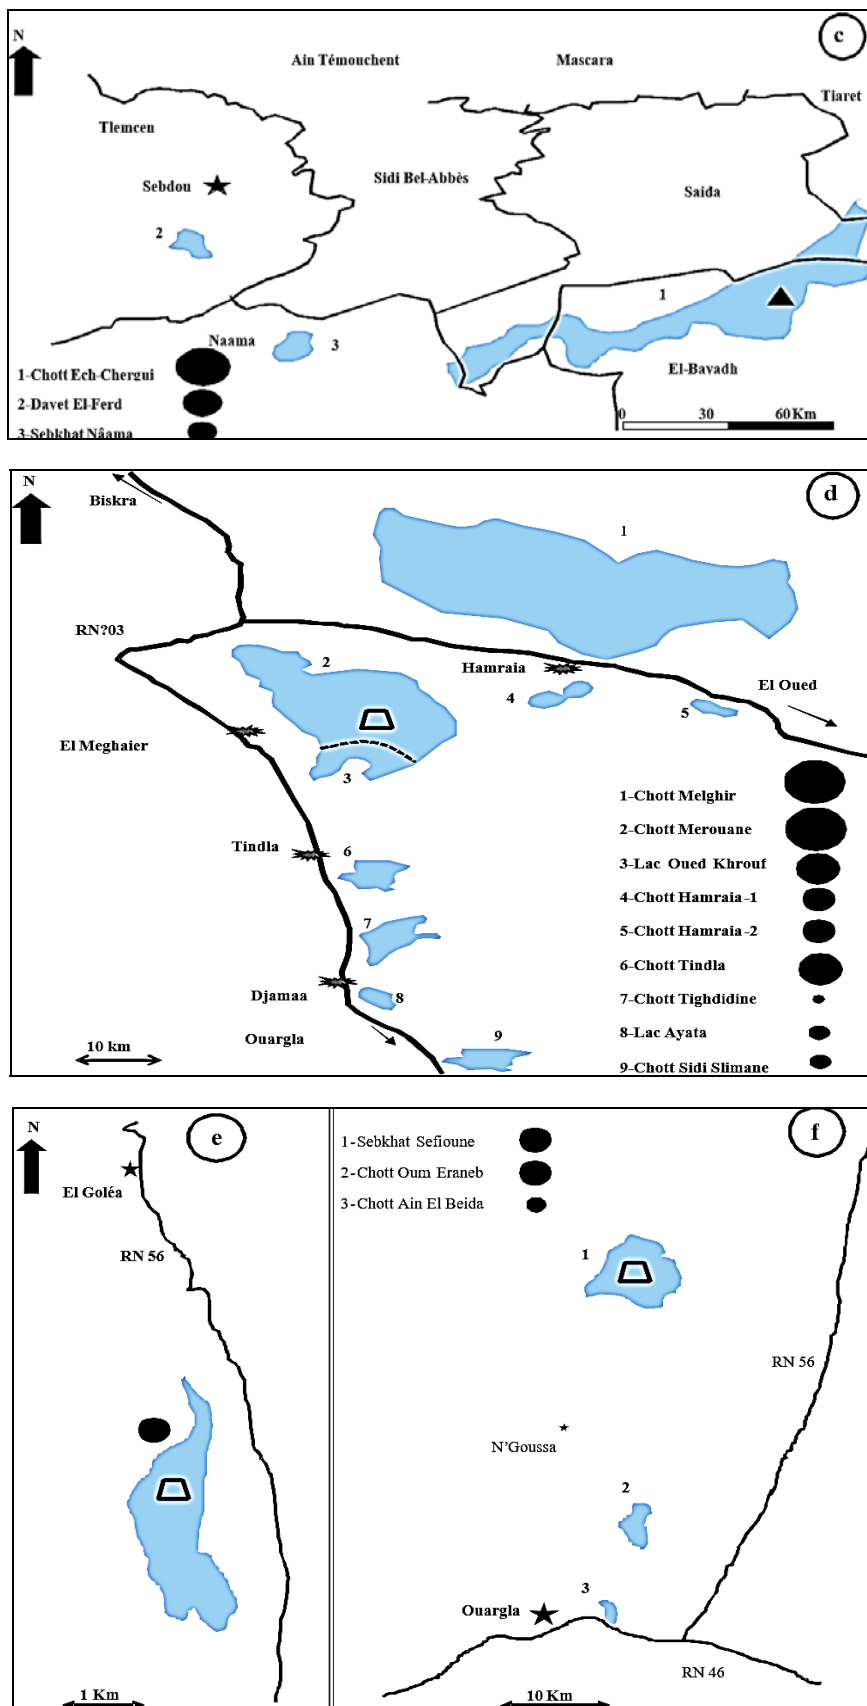 c
N
Ain Témouchent
Mascara
Tiaret
Tlemcen
Sidi Bel-Abbès
Sebdou
Saida
2
1
Naama
3
El-Bavadh
1-Chott Ech-Chergui
2-Davet El-Ferd
3-Sebkhat Nâama
0 30 60 Km
d
N
Biskra
1
RN?03
2
Hamraia
4
El Oued
5
El Meghaier
3
1-Chott Melghir
2-Chott Merouane
3-Lac Oued Khrouf
4-Chott Hamraia-1
5-Chott Hamraia-2
6-Chott Tindla
7-Chott Tighdidine
8-Lac Ayata
9-Chott Sidi Slimane
Tindla
6
7
Djamaa
8
Ouargla
9
10 km
e
N
El Goléa
RN 56
1 Km
f
1-Sebkhat Sefioune
2-Chott Oum Eraneb
3-Chott Ain El Beida
1
RN 56
N'Goussa
2
3
Ouargla
RN 46
10 Km